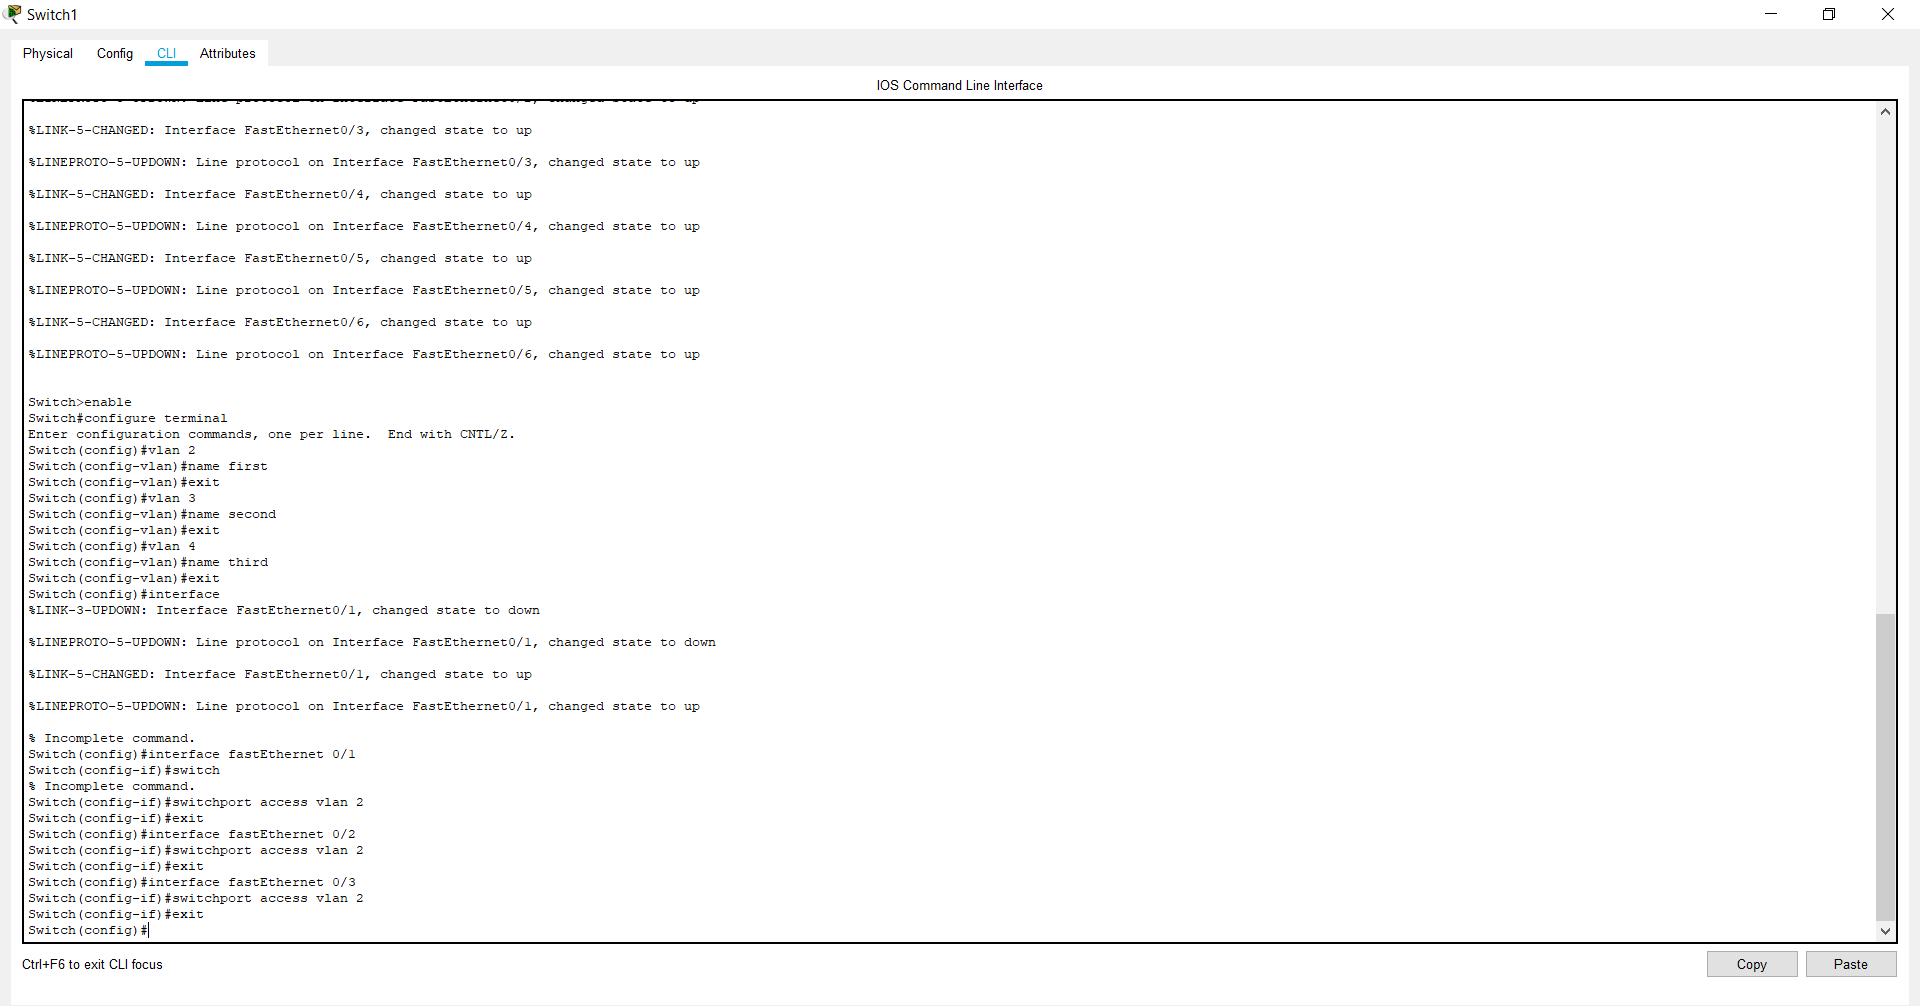 Switch1
Physical Config CLI Attributes
IOS Command Line Interface
%LINK-5-CHANGED: Interface FastEthernet0/3, changed state to up
%LINEPROTO-5-UPDOWN: Line protocol on Interface FastEthernet0/3, changed state to up
%LINK-5-CHANGED: Interface FastEthernet0/4, changed state to up
%LINEPROTO-5-UPDOWN: Line protocol on Interface FastEthernet0/4, changed state to up
%LINK-5-CHANGED: Interface FastEthernet0/5, changed state to up
%LINEPROTO-5-UPDOWN: Line protocol on Interface FastEthernet0/5, changed state to up
%LINK-5-CHANGED: Interface FastEthernet0/6, changed state to up
%LINEPROTO-5-UPDOWN: Line protocol on Interface FastEthernet0/6, changed state to up
Switch>enable
Switch#configure terminal
Enter configuration commands, one per line.  End with CNTL/Z.
Switch(config)#vlan 2
Switch(config-vlan)#name first
Switch(config-vlan)#exit
Switch(config)#vlan 3
Switch(config-vlan)#name second
Switch(config-vlan)#exit
Switch(config)#vlan 4
Switch(config-vlan)#name third
Switch(config-vlan)#exit
Switch(config)#interface
%LINK-3-UPDOWN: Interface FastEthernet0/1, changed state to down
%LINEPROTO-5-UPDOWN: Line protocol on Interface FastEthernet0/1, changed state to down
%LINK-5-CHANGED: Interface FastEthernet0/1, changed state to up
%LINEPROTO-5-UPDOWN: Line protocol on Interface FastEthernet0/1, changed state to up
% Incomplete command.
Switch(config)#interface fastEthernet 0/1
Switch(config-if)#switch
% Incomplete command.
Switch(config-if)#switchport access vlan 2
Switch(config-if)#exit
Switch(config)#interface fastEthernet 0/2
Switch(config-if)#switchport access vlan 2
Switch(config-if)#exit
Switch(config)#interface fastEthernet 0/3
Switch(config-if)#switchport access vlan 2
Switch(config-if)#exit
Switch(config)#
Ctrl+F6 to exit CLI focus
Copy Paste